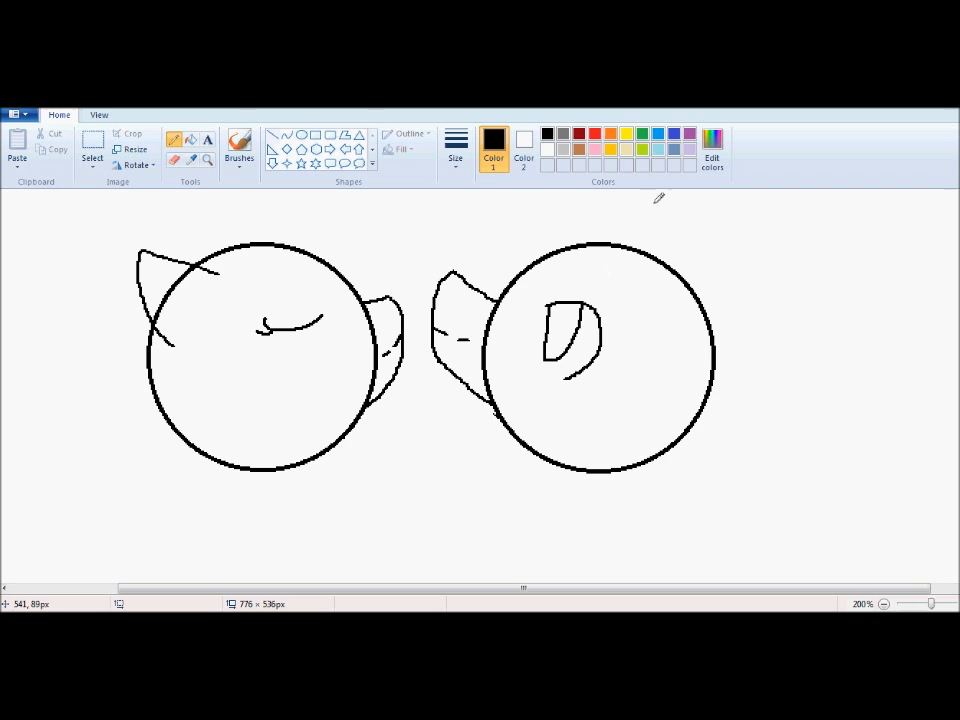 Home View
Paste Cut Copy
Clipboard
Select Crop Resize Rotate
Image
A
Tools
Brushes
Outline Fill
Shapes
Size
Color 1 Color 2
Edit colors
Colors
541, 89px 776 × 536px 200%